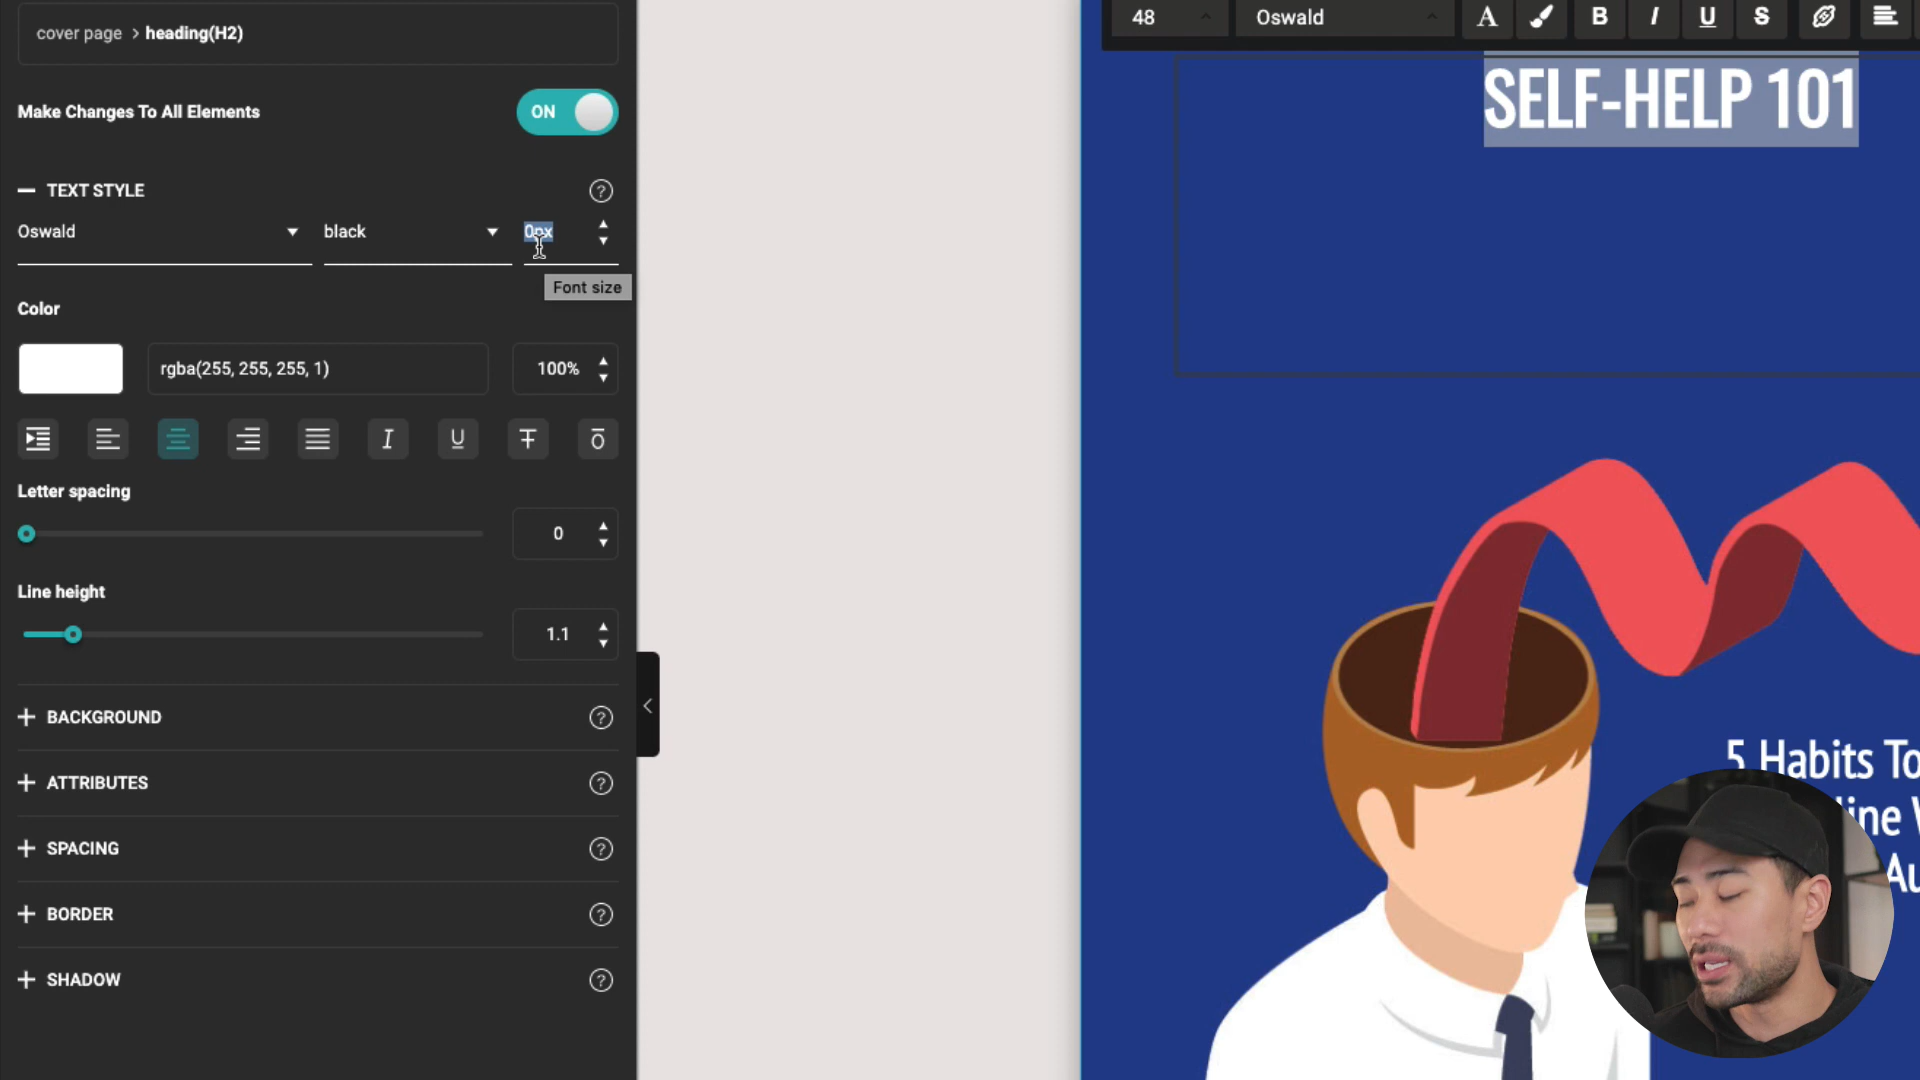 cover page > heading(H2)
48
Oswald
A
B
I
U
S
Make Changes To All Elements
ON
SELF-HELP 101
TEXT STYLE
?
Oswald
black
0px
Font size
Color
rgba(255, 255, 255, 1)
100%
I
U
T
o
Letter spacing
0
Line height
1.1
BACKGROUND
?
5 Habits To
ATTRIBUTES
?
line
SPACING
?
Au
BORDER
?
SHADOW
?